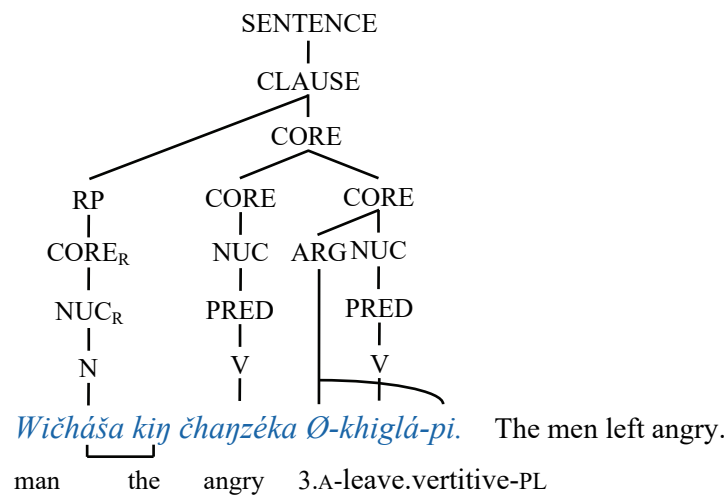 SENTENCE
CLAUSE
CORE
RP CORE CORE
CORE_R NUC ARG NUC
NUC_R PRED PRED
N V V
Wičháša kiŋ čhaŋzéka Ø-khiglá-pi. The men left angry.
man the angry 3.A-leave.vertitive-PL